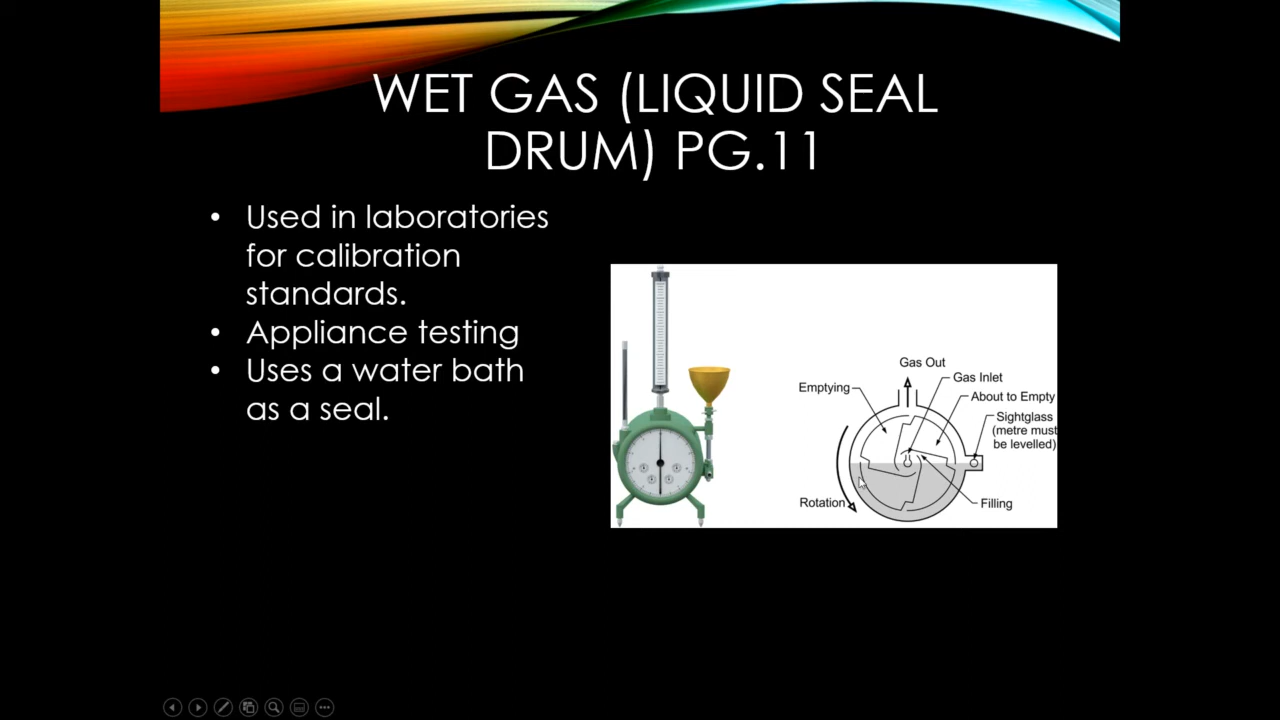 WET GAS (LIQUID SEAL
DRUM) PG.11
• Used in laboratories
for calibration
standards.
• Appliance testing
• Uses a water bath
as a seal.
Gas Out
Gas Inlet
Emptying
About to Empty
Sightglass
(metre must
be levelled)
Rotation
Filling